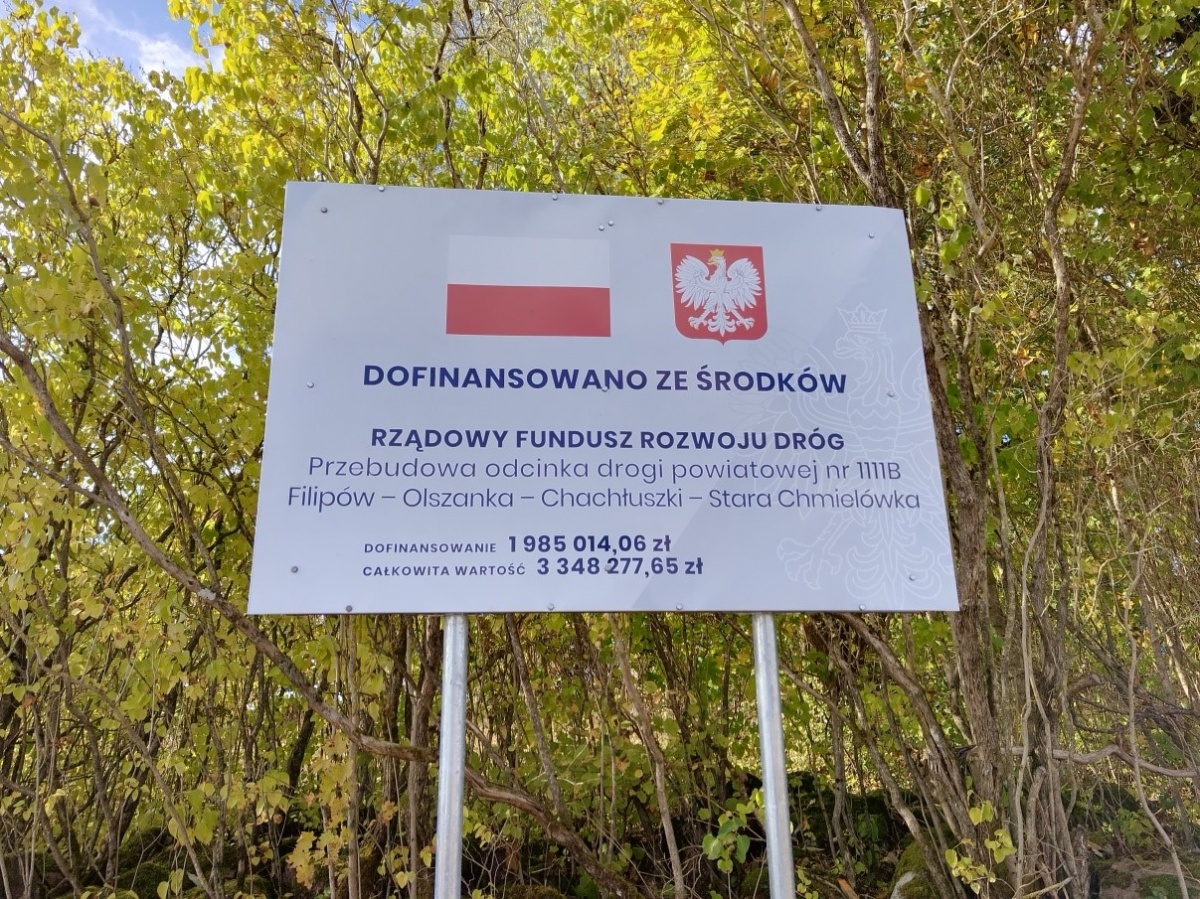 DOFINANSOWANO ZE ŚRODKÓW
RZĄDOWY FUNDUSZ ROZWOJU DRÓG
Przebudowa odcinka drogi powiatowej nr 1111B
Filipów – Olszanka – Chachłuszki – Stara Chmielówka
DOFINANSOWANIE 1 985 014,06 zł
CAŁKOWITA WARTOŚĆ 3 348 277,65 zł